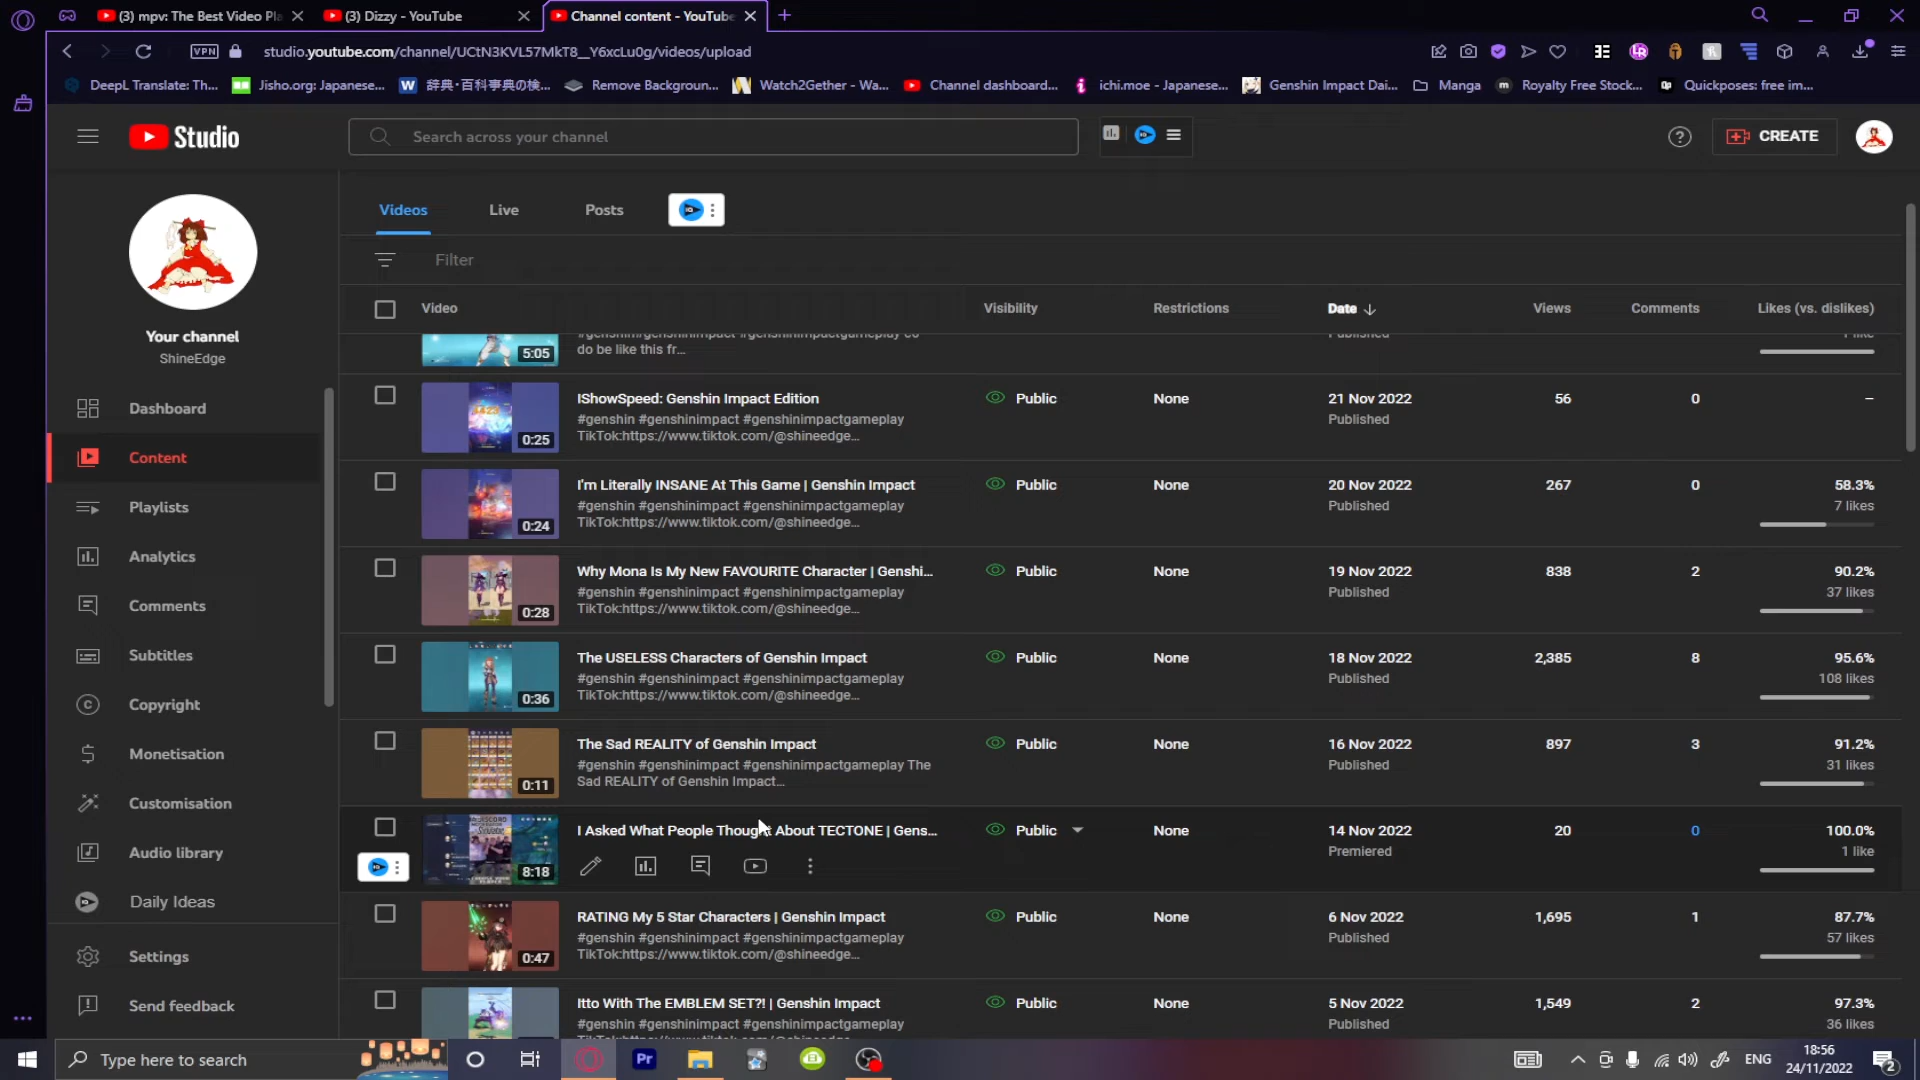 (3) mpv: The Best Video Pla
(3) Dizzy - YouTube
Channel content - YouTube
VPN
studio.youtube.com/channel/UCtN3KVL57MkT8__Y6xcLu0g/videos/upload
DeepL Translate: Th...
Jisho.org: Japanese...
辞典・百科事典の検...
Remove Backgroun...
Watch2Gether - Wa...
Channel dashboard...
ichi.moe - Japanese...
Genshin Impact Dai...
Manga
Royalty Free Stock...
Quickposes: free im...
Studio
Search across your channel
CREATE
Your channel
ShineEdge
Dashboard
Content
Playlists
Analytics
Comments
Subtitles
Copyright
Monetisation
Customisation
Audio library
Daily Ideas
Settings
Send feedback
Videos Live Posts
Filter
Video Visibility Restrictions Date Views Comments Likes (vs. dislikes)
5:05
do be like this fr...
0:25
IShowSpeed: Genshin Impact Edition Public None 21 Nov 2022 56 0 –
#genshin #genshinimpact #genshinimpactgameplay Published
TikTok:https://www.tiktok.com/@shineedge...
0:24
I'm Literally INSANE At This Game | Genshin Impact Public None 20 Nov 2022 267 0 58.3%
#genshin #genshinimpact #genshinimpactgameplay Published 7 likes
TikTok:https://www.tiktok.com/@shineedge...
0:28
Why Mona Is My New FAVOURITE Character | Genshi... Public None 19 Nov 2022 838 2 90.2%
#genshin #genshinimpact #genshinimpactgameplay Published 37 likes
TikTok:https://www.tiktok.com/@shineedge...
0:36
The USELESS Characters of Genshin Impact Public None 18 Nov 2022 2,385 8 95.6%
#genshin #genshinimpact #genshinimpactgameplay Published 108 likes
TikTok:https://www.tiktok.com/@shineedge...
0:11
The Sad REALITY of Genshin Impact Public None 16 Nov 2022 897 3 91.2%
#genshin #genshinimpact #genshinimpactgameplay The Published 31 likes
Sad REALITY of Genshin Impact...
8:18
I Asked What People Thought About TECTONE | Gens... Public None 14 Nov 2022 20 0 100.0%
Premiered 1 like
0:47
RATING My 5 Star Characters | Genshin Impact Public None 6 Nov 2022 1,695 1 87.7%
#genshin #genshinimpact #genshinimpactgameplay Published 57 likes
TikTok:https://www.tiktok.com/@shineedge...
Itto With The EMBLEM SET?! | Genshin Impact Public None 5 Nov 2022 1,549 2 97.3%
#genshin #genshinimpact #genshinimpactgameplay Published 36 likes
Type here to search
Pr
ENG
18:56
24/11/2022
2